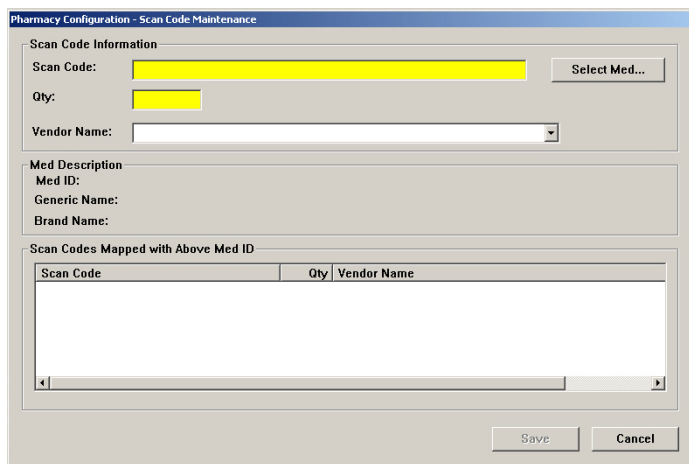 Pharmacy Configuration - Scan Code Maintenance
Scan Code Information
Scan Code:
Select Med...
Qty:
Vendor Name:
Med Description
Med ID:
Generic Name:
Brand Name:
Scan Codes Mapped with Above Med ID
Scan Code Qty Vendor Name
Save Cancel